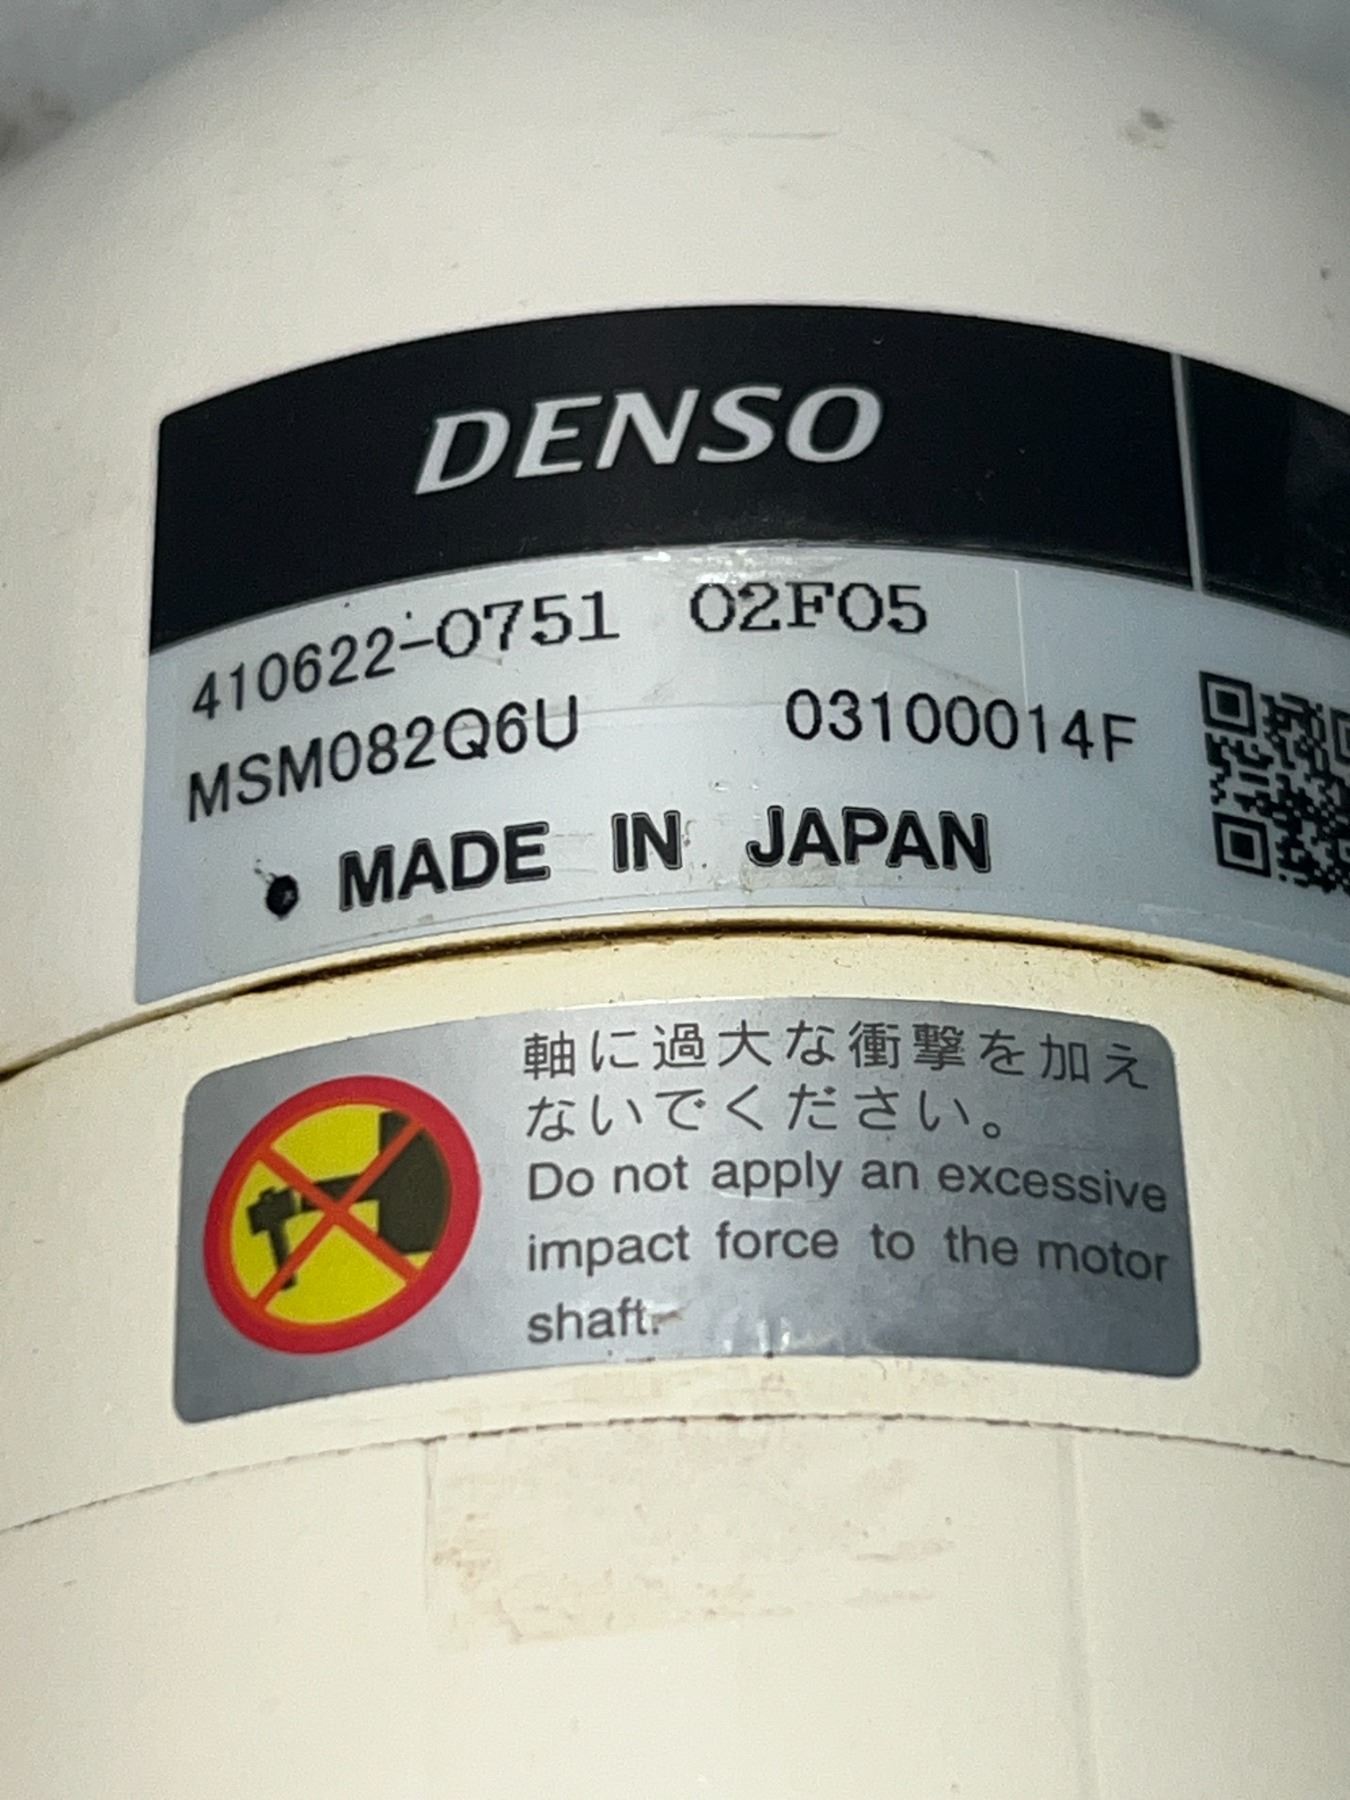 DENSO
410622-0751 02F05
MSM082Q6U 03100014F
MADE IN JAPAN
軸に過大な衝撃を加え
ないでください。
Do not apply an excessive
impact force to the motor
shaft.